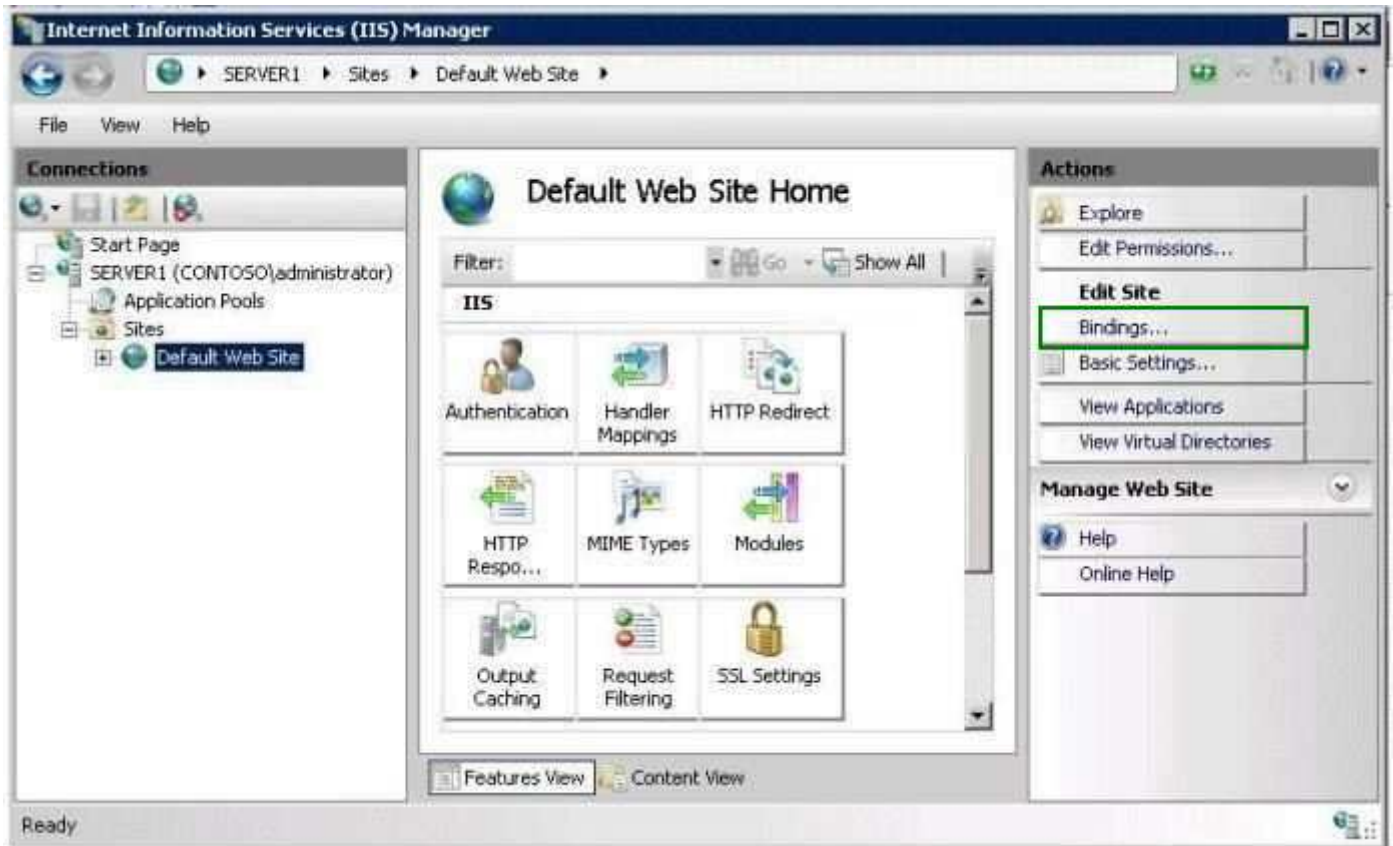 Internet Information Services (IIS) Manager
SERVER1 Sites Default Web Site
File View Help
Connections
Start Page
SERVER1 (CONTOSO\administrator)
Application Pools
Sites
Default Web Site
Default Web Site Home
Filter: Go Show All
IIS
Authentication
Handler
Mappings
HTTP Redirect
HTTP
Respo...
MIME Types
Modules
Output
Caching
Request
Filtering
SSL Settings
Features View Content View
Actions
Explore
Edit Permissions...
Edit Site
Bindings...
Basic Settings...
View Applications
View Virtual Directories
Manage Web Site
Help
Online Help
Ready